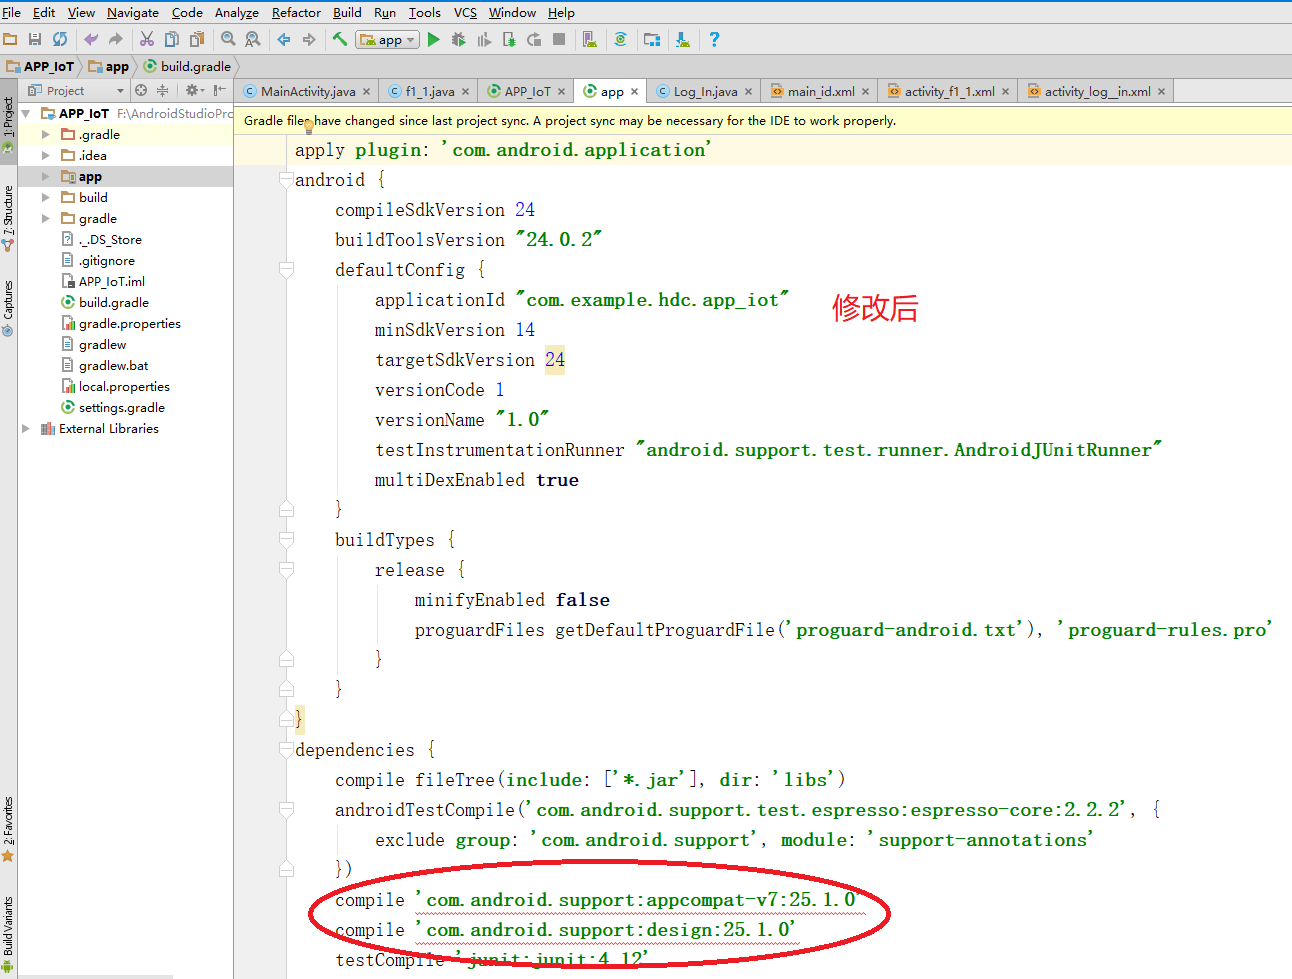 File Edit View Navigate Code Analyze Refactor Build Run Tools VCS Window Help
app
APP_IoT app build.gradle
Project
MainActivity.java f1_1.java APP_IoT app Log_In.java main_id.xml activity_f1_1.xml activity_log__in.xml
1: Project
7: Structure
Captures
2: Favorites
Build Variants
APP_IoT F:\AndroidStudioPro
.gradle
.idea
app
build
gradle
._.DS_Store
.gitignore
APP_IoT.iml
build.gradle
gradle.properties
gradlew
gradlew.bat
local.properties
settings.gradle
External Libraries
Gradle files have changed since last project sync. A project sync may be necessary for the IDE to work properly.
apply plugin: 'com.android.application'
android {
compileSdkVersion 24
buildToolsVersion "24.0.2"
defaultConfig {
applicationId "com.example.hdc.app_iot"
修改后
minSdkVersion 14
targetSdkVersion 24
versionCode 1
versionName "1.0"
testInstrumentationRunner "android.support.test.runner.AndroidJUnitRunner"
multiDexEnabled true
}
buildTypes {
release {
minifyEnabled false
proguardFiles getDefaultProguardFile('proguard-android.txt'), 'proguard-rules.pro'
}
}
}
dependencies {
compile fileTree(include: ['*.jar'], dir: 'libs')
androidTestCompile('com.android.support.test.espresso:espresso-core:2.2.2', {
exclude group: 'com.android.support', module: 'support-annotations'
})
compile 'com.android.support:appcompat-v7:25.1.0'
compile 'com.android.support:design:25.1.0'
testCompile 'junit:junit:4.12'